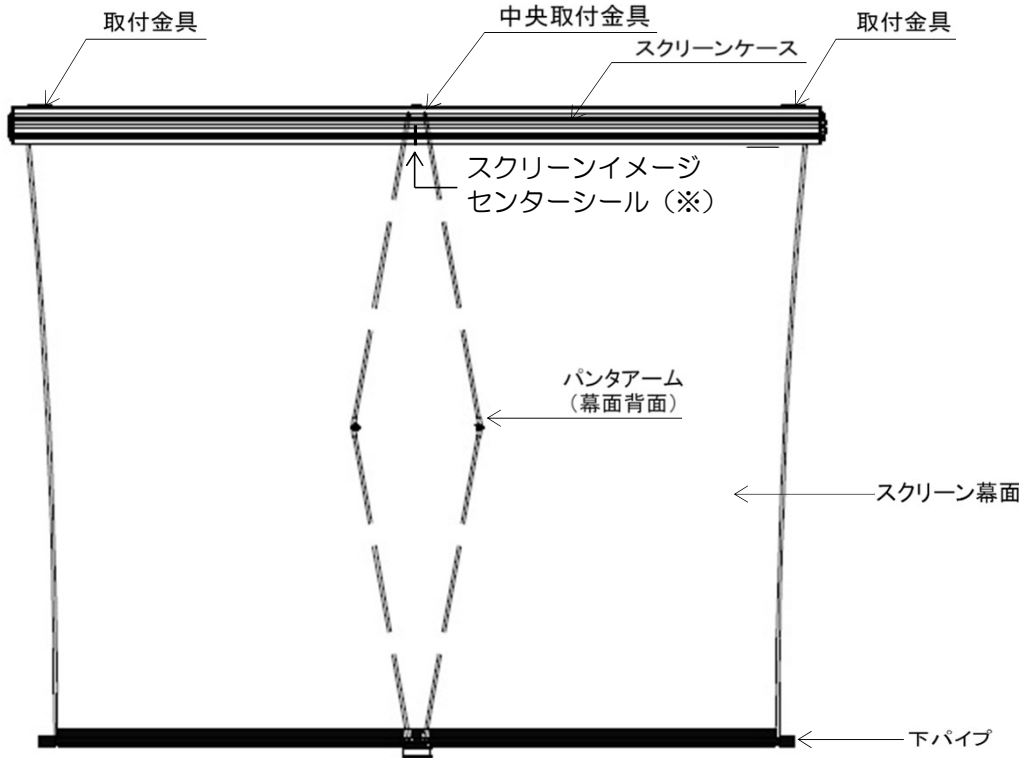 取付金具
中央取付金具
取付金具
スクリーンケース
スクリーンイメージ
センターシール（※）
パンタアーム
（幕面背面）
スクリーン幕面
下パイプ